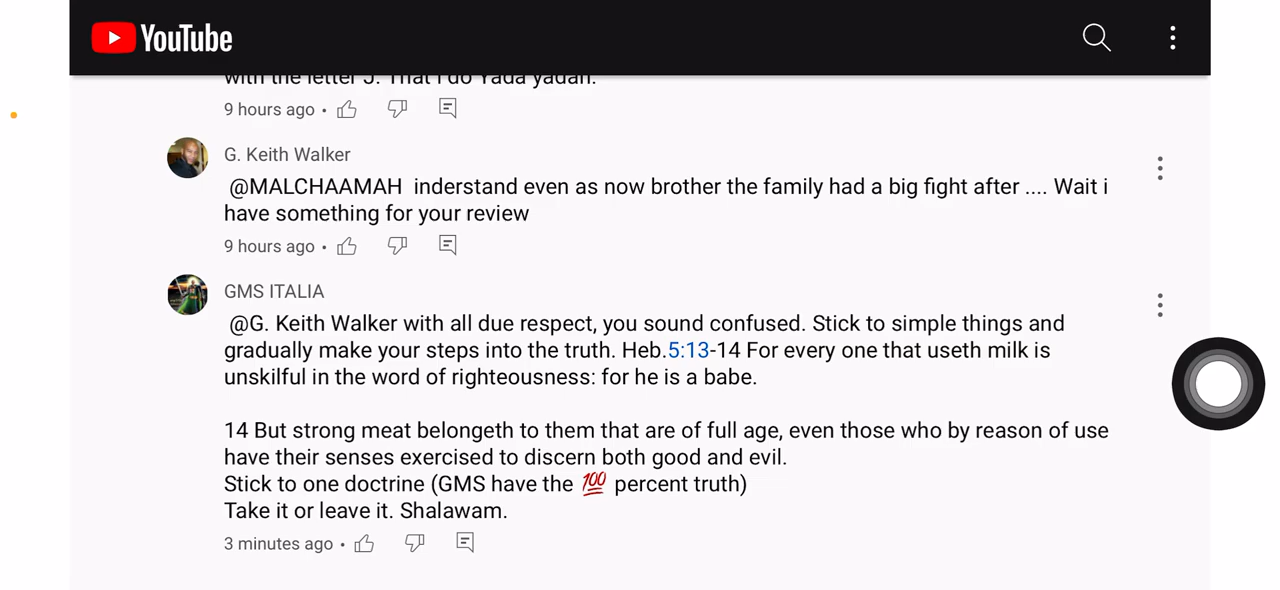 YouTube
with the letter J. That i do Yada yadah.
9 hours ago •
G. Keith Walker
@MALCHAAMAH inderstand even as now brother the family had a big fight after .... Wait i
have something for your review
9 hours ago •
GMS ITALIA
@G. Keith Walker with all due respect, you sound confused. Stick to simple things and
gradually make your steps into the truth. Heb.5:13-14 For every one that useth milk is
unskilful in the word of righteousness: for he is a babe.
14 But strong meat belongeth to them that are of full age, even those who by reason of use
have their senses exercised to discern both good and evil.
Stick to one doctrine (GMS have the 💯 percent truth)
Take it or leave it. Shalawam.
3 minutes ago •